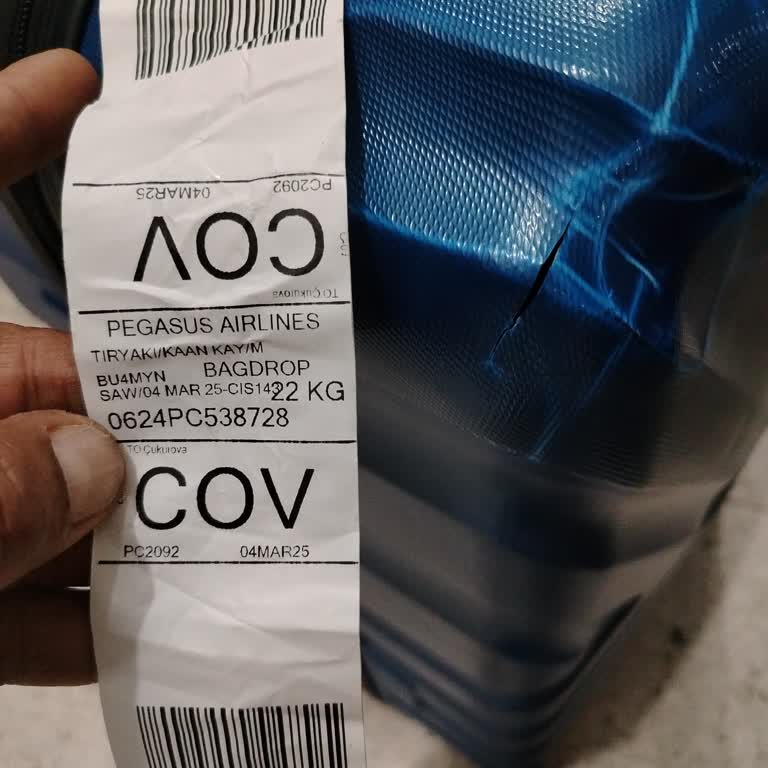 PC2092 04MAR25
COV
TO Çukurova
PEGASUS AIRLINES
TIRYAKI/KAAN KAY/M
BU4MYN BAGDROP
SAW/04 MAR 25-CIS143 22 KG
0624PC538728
TO Çukurova
COV
PC2092 04MAR25